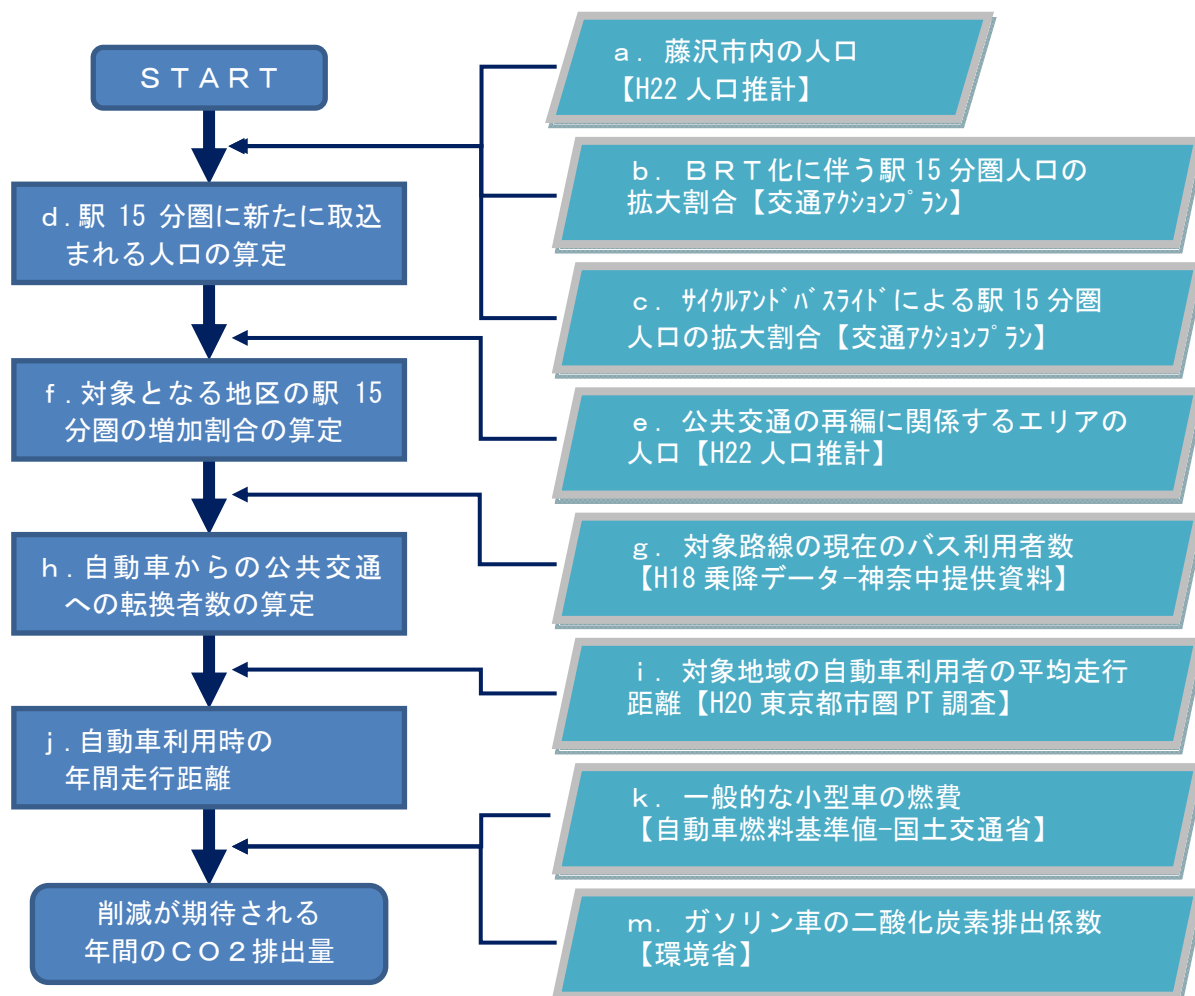 ＳＴＡＲＴ
a．藤沢市内の人口
【H22 人口推計】
b．ＢＲＴ化に伴う駅 15 分圏人口の
拡大割合【交通ｱｸｼｮﾝﾌﾟﾗﾝ】
c．ｻｲｸﾙｱﾝﾄﾞﾊﾞｽﾗｲﾄﾞによる駅 15 分圏
人口の拡大割合【交通ｱｸｼｮﾝﾌﾟﾗﾝ】
d．駅 15 分圏に新たに取込
まれる人口の算定
e．公共交通の再編に関係するエリアの
人口【H22 人口推計】
f．対象となる地区の駅 15
分圏の増加割合の算定
g．対象路線の現在のバス利用者数
【H18 乗降データ-神奈中提供資料】
h．自動車からの公共交通
への転換者数の算定
i．対象地域の自動車利用者の平均走行
距離【H20 東京都市圏 PT 調査】
j．自動車利用時の
年間走行距離
k．一般的な小型車の燃費
【自動車燃料基準値-国土交通省】
m．ガソリン車の二酸化炭素排出係数
【環境省】
削減が期待される
年間のＣＯ２排出量